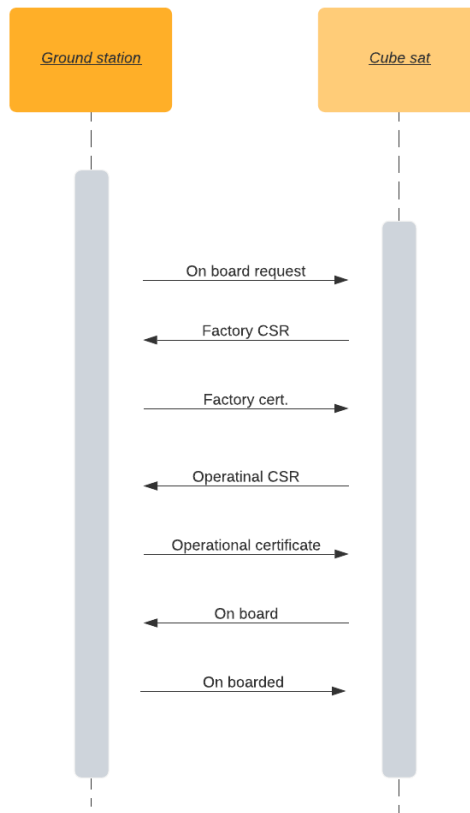 Ground station
Cube sat
On board request
Factory CSR
Factory cert.
Operatinal CSR
Operational certificate
On board
On boarded